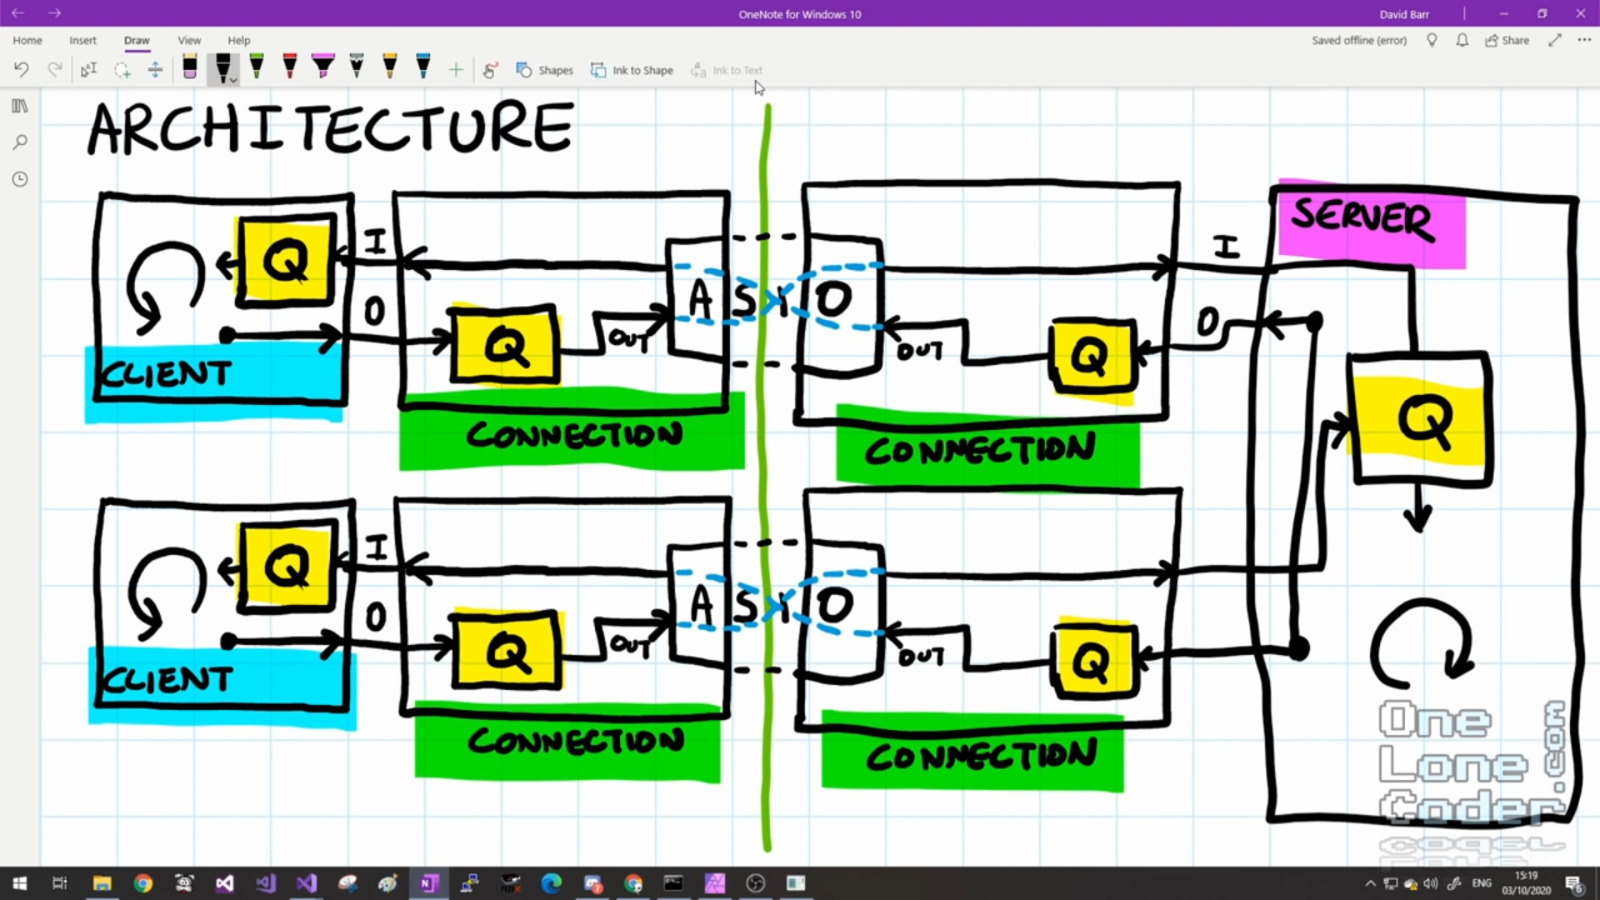 OneNote for Windows 10
David Barr
Home Insert Draw View Help
Saved offline (error)
Share
Shapes
Ink to Shape
Ink to Text
ARCHITECTURE
SERVER
Q
I
O
Q
OUT
ASIO
OUT
Q
I
O
Q
CLIENT
CONNECTION
CONNECTION
Q
I
O
Q
OUT
ASIO
OUT
Q
CLIENT
CONNECTION
CONNECTION
One
Lone
Coder
.com
ENG
15:19
03/10/2020